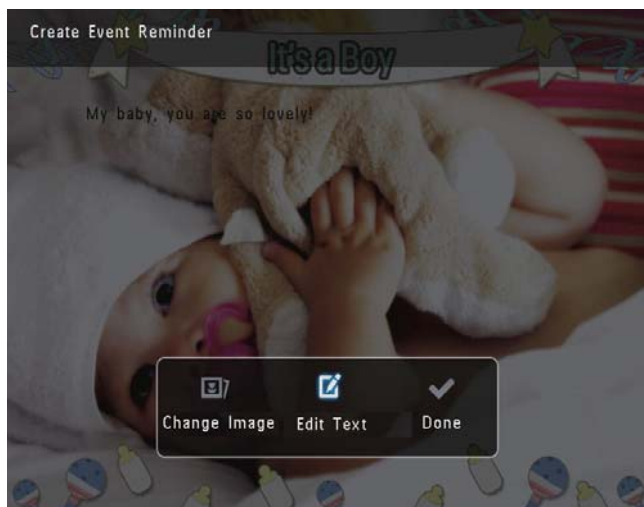 Create Event Reminder
It's a Boy
My baby, you are so lovely!
Change Image Edit Text Done